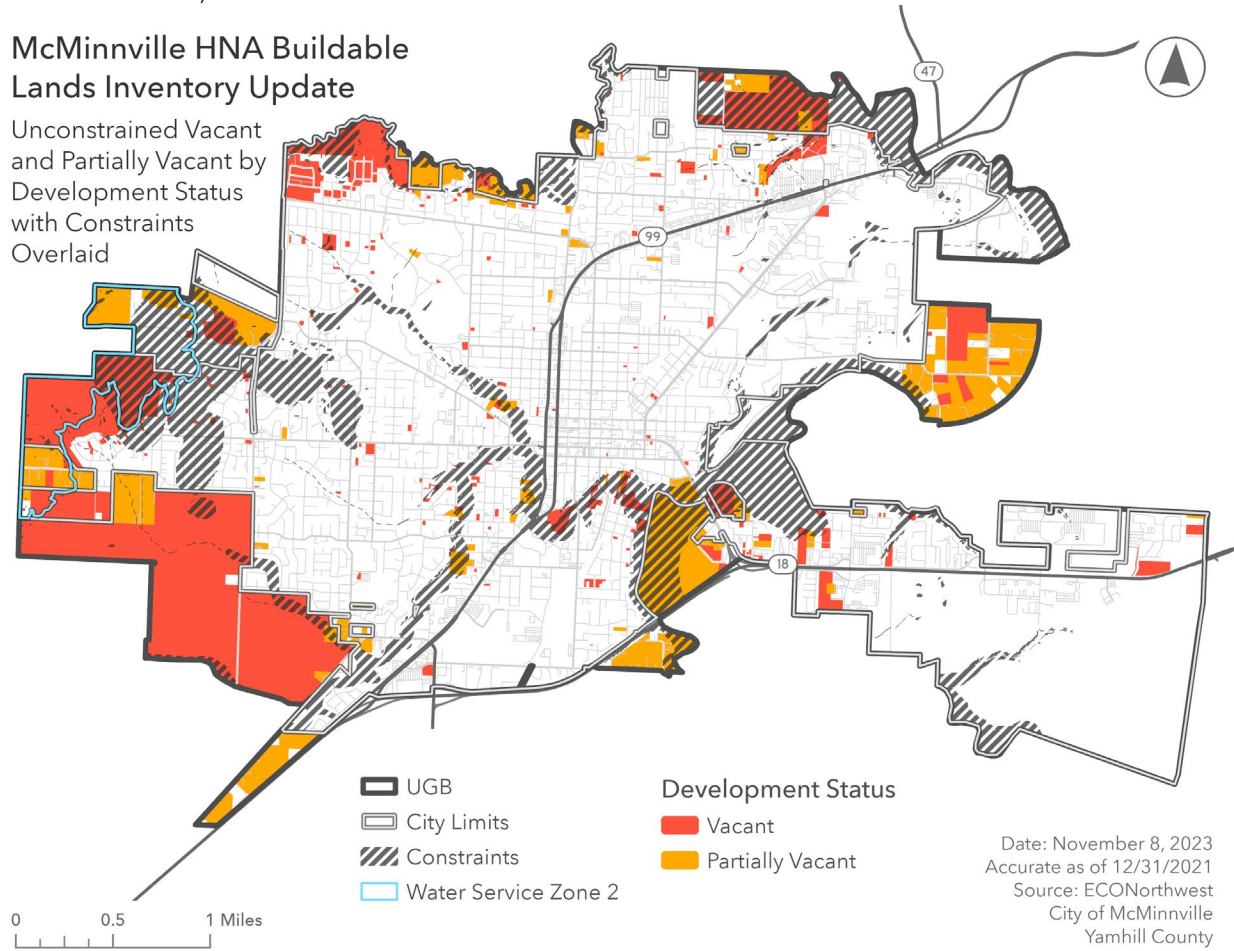 McMinnville HNA Buildable
Lands Inventory Update
Unconstrained Vacant
and Partially Vacant by
Development Status
with Constraints
Overlaid
47
99
18
UGB
City Limits
Constraints
Water Service Zone 2
Development Status
Vacant
Partially Vacant
0 0.5 1 Miles
Date: November 8, 2023
Accurate as of 12/31/2021
Source: ECONorthwest
City of McMinnville
Yamhill County